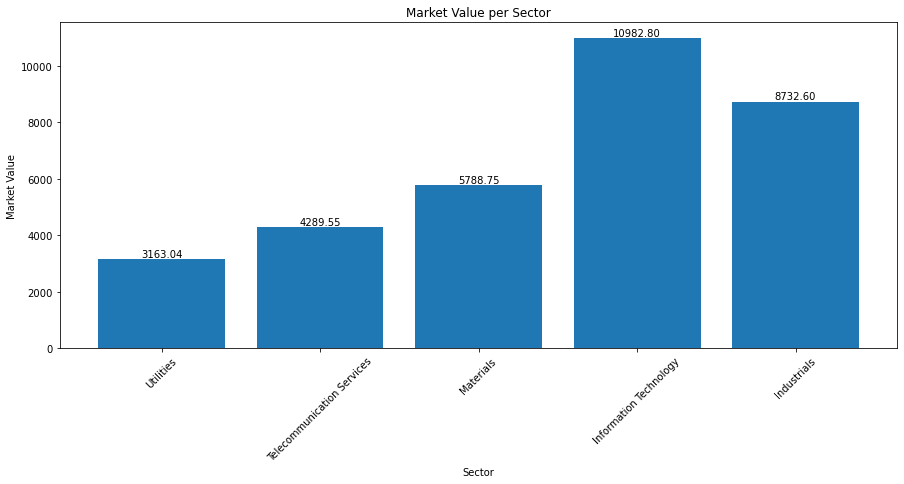 Market Value per Sector
Market Value
10000
8000
6000
4000
2000
0
3163.04
4289.55
5788.75
10982.80
8732.60
Utilities
Telecommunication Services
Materials
Information Technology
Industrials
Sector